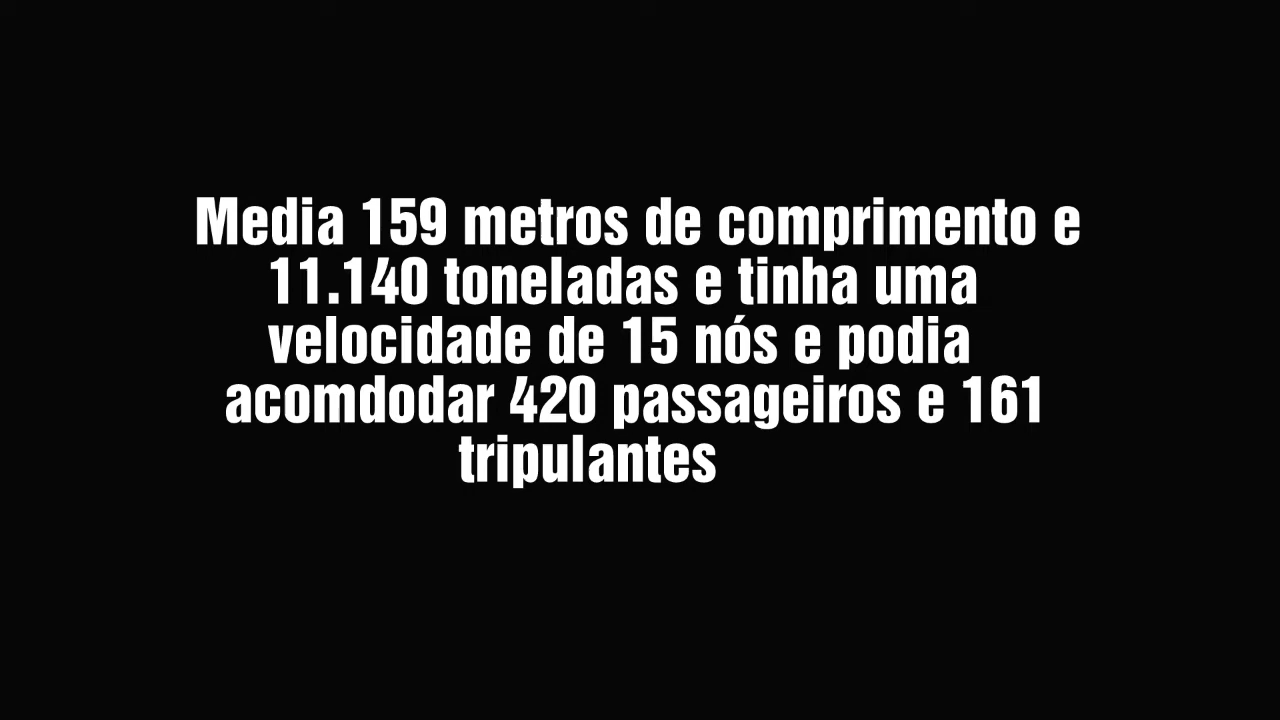 Media 159 metros de comprimento e
11.140 toneladas e tinha uma
velocidade de 15 nós e podia
acomdodar 420 passageiros e 161
tripulantes